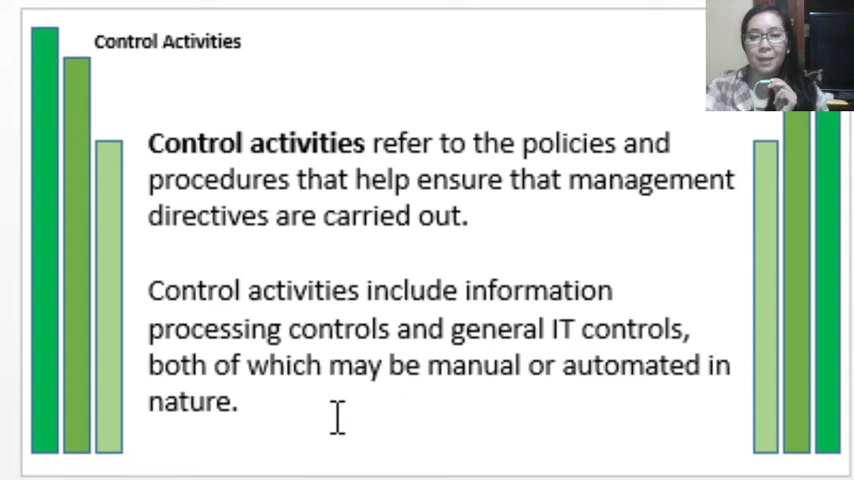 Control Activities
Control activities refer to the policies and
procedures that help ensure that management
directives are carried out.
Control activities include information
processing controls and general IT controls,
both of which may be manual or automated in
nature.